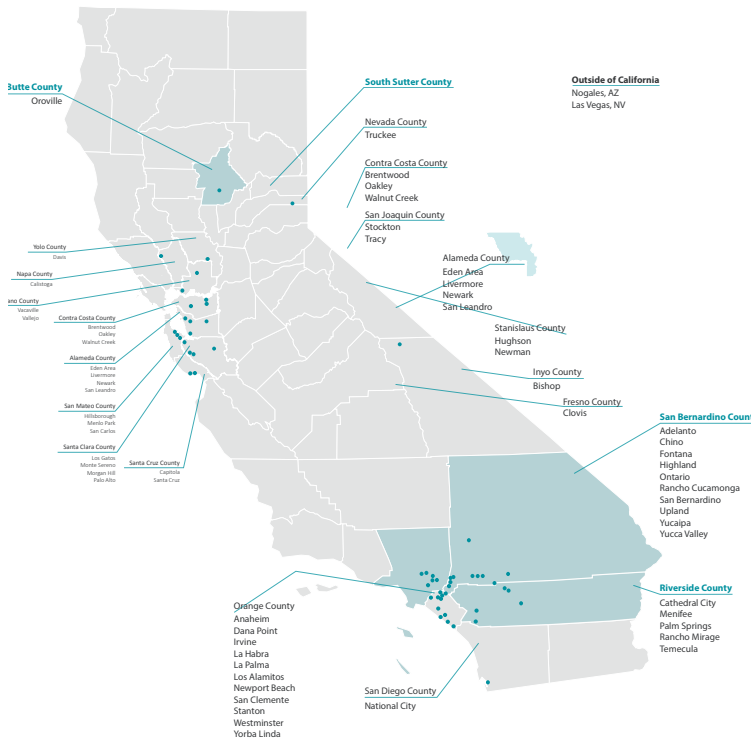 South Sutter County
Outside of California
Nogales, AZ
Las Vegas, NV
Butte County
Oroville
Nevada County
Truckee
Contra Costa County
Brentwood
Oakley
Walnut Creek
San Joaquin County
Stockton
Tracy
Yolo County
Davis
Alameda County
Eden Area
Livermore
Newark
San Leandro
Napa County
Calistoga
ano County
Vacaville
Vallejo
Contra Costa County
Brentwood
Oakley
Walnut Creek
Stanislaus County
Hughson
Newman
Alameda County
Eden Area
Livermore
Newark
San Leandro
Inyo County
Bishop
Fresno County
Clovis
San Mateo County
Hillsborough
Menlo Park
San Carlos
San Bernardino Coun
Adelanto
Chino
Fontana
Highland
Ontario
Rancho Cucamonga
San Bernardino
Upland
Yucaipa
Yucca Valley
Santa Clara County
Los Gatos
Monte Sereno
Morgan Hill
Palo Alto
Santa Cruz County
Capitola
Santa Cruz
Riverside County
Cathedral City
Menifee
Palm Springs
Rancho Mirage
Temecula
Orange County
Anaheim
Dana Point
Irvine
La Habra
La Palma
Los Alamitos
Newport Beach
San Clemente
Stanton
Westminster
Yorba Linda
San Diego County
National City